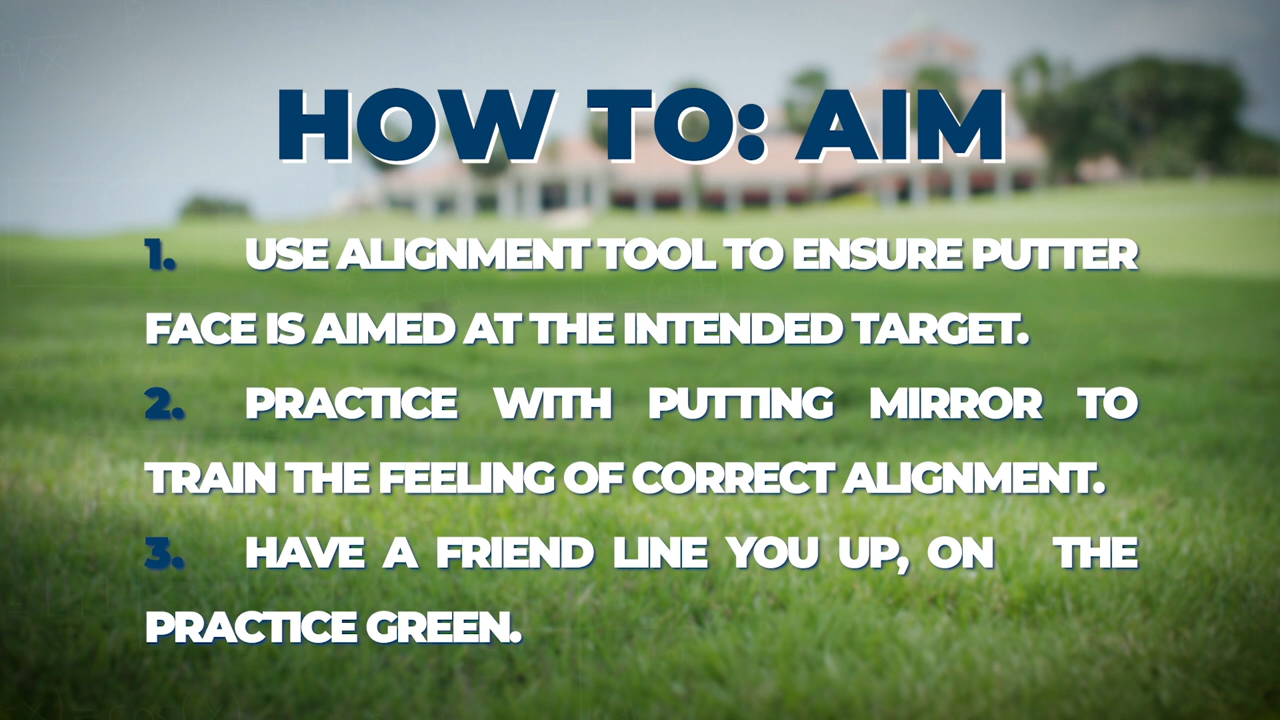 HOW TO: AIM
1. USE ALIGNMENT TOOL TO ENSURE PUTTER
FACE IS AIMED AT THE INTENDED TARGET.
2. PRACTICE WITH PUTTING MIRROR TO
TRAIN THE FEELING OF CORRECT ALIGNMENT.
3. HAVE A FRIEND LINE YOU UP, ON THE
PRACTICE GREEN.